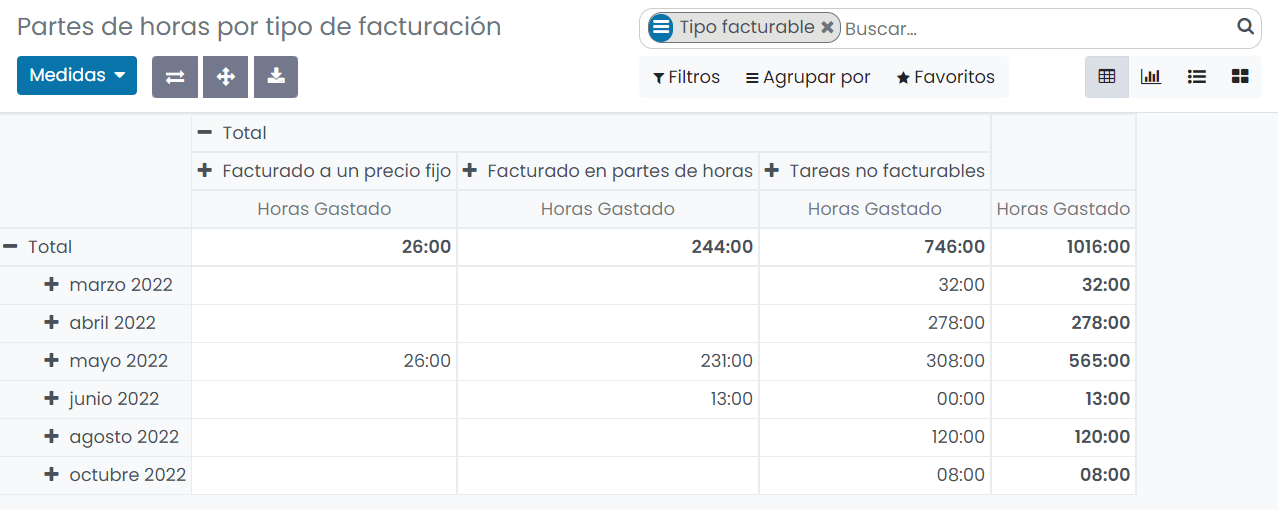 Partes de horas por tipo de facturación
Tipo facturable Buscar...
Medidas
Filtros Agrupar por Favoritos
Total
Facturado a un precio fijo Facturado en partes de horas Tareas no facturables
Horas Gastado Horas Gastado Horas Gastado Horas Gastado
Total 26:00 244:00 746:00 1016:00
marzo 2022 32:00 32:00
abril 2022 278:00 278:00
mayo 2022 26:00 231:00 308:00 565:00
junio 2022 13:00 00:00 13:00
agosto 2022 120:00 120:00
octubre 2022 08:00 08:00